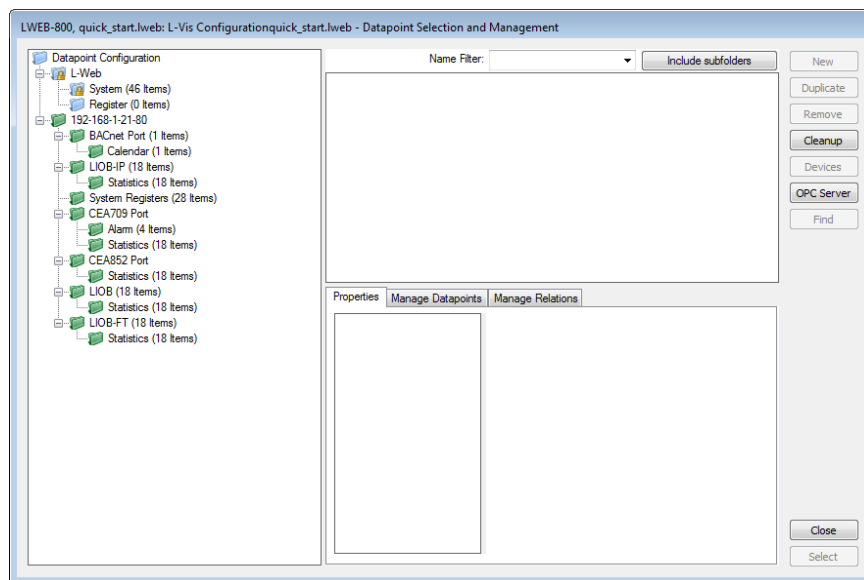 LWEB-800, quick_start.lweb: L-Vis Configurationquick_start.lweb - Datapoint Selection and Management
Datapoint Configuration
L-Web
System (46 Items)
Register (0 Items)
192-168-1-21-80
BACnet Port (1 Items)
Calendar (1 Items)
LIOB-IP (18 Items)
Statistics (18 Items)
System Registers (28 Items)
CEA709 Port
Alarm (4 Items)
Statistics (18 Items)
CEA852 Port
Statistics (18 Items)
LIOB (18 Items)
Statistics (18 Items)
LIOB-FT (18 Items)
Statistics (18 Items)
Name Filter:
Include subfolders
Properties
Manage Datapoints
Manage Relations
New
Duplicate
Remove
Cleanup
Devices
OPC Server
Find
Close
Select